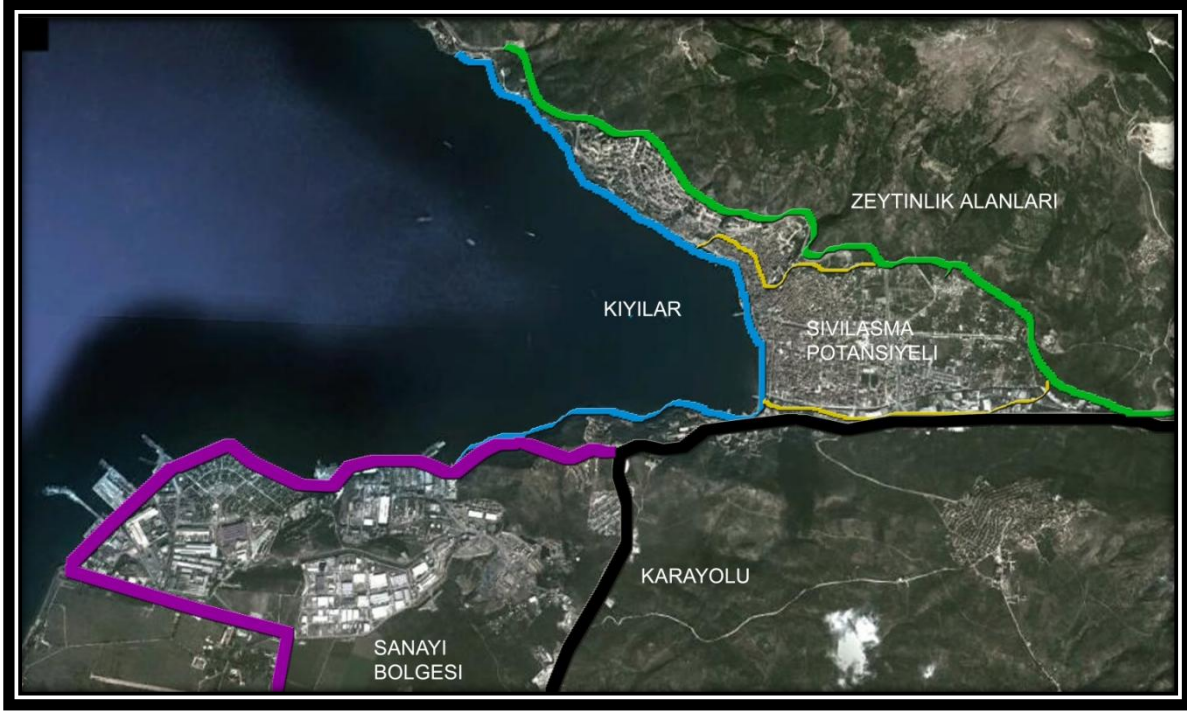 ZEYTINLIK ALANLARI
KIYILAR
SIVILASMA
POTANSIYELI
KARAYOLU
SANAYI
BOLGESI